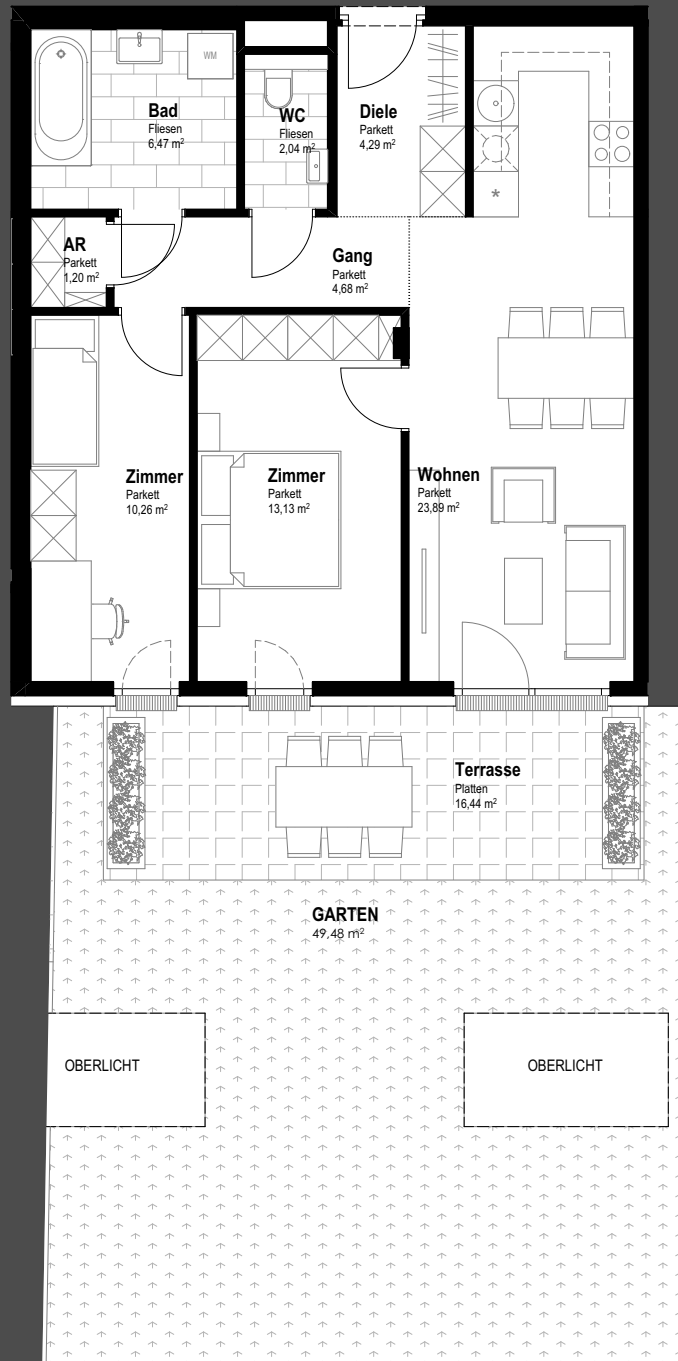 Bad
Fliesen
6,47 m²
WM
WC
Fliesen
2,04 m²
Diele
Parkett
4,29 m²
*
AR
Parkett
1,20 m²
Gang
Parkett
4,68 m²
Zimmer
Parkett
10,26 m²
Zimmer
Parkett
13,13 m²
Wohnen
Parkett
23,89 m²
Terrasse
Platten
16,44 m²
GARTEN
49,48 m²
OBERLICHT
OBERLICHT